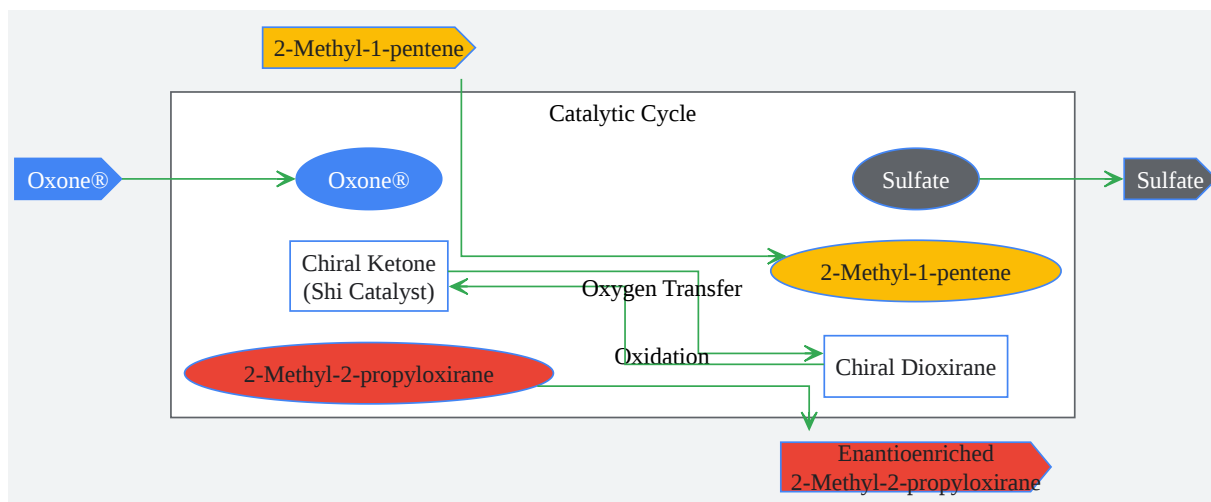 2-Methyl-1-pentene
Catalytic Cycle
Oxone®
Oxone®
Sulfate
Sulfate
Chiral Ketone
(Shi Catalyst)
2-Methyl-1-pentene
Oxygen Transfer
Oxidation
2-Methyl-2-propyloxirane
Chiral Dioxirane
Enantioenriched
2-Methyl-2-propyloxirane